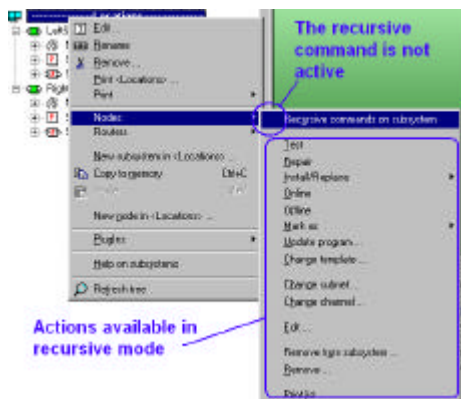 The recursive
command is not
active
Edit...
Rename
Remove...
Print <Locations> ...
Print
Nodes
Routers
New subsystem in <Locations> ...
Copy to memory Ctrl+C
New node in <Locations> ...
Plugins
Help on subsystems
Refresh tree
Recursive commands on subsystem
Test
Repair
Install/Replace
Online
Offline
Mark as
Update program...
Change template...
Change subnet...
Change channel...
Edit...
Remove from subsystem ...
Remove ...
Print list
Actions available in
recursive mode